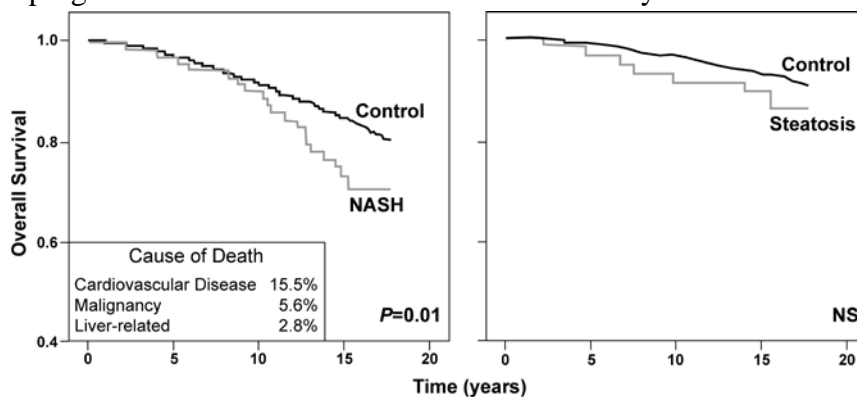 1.0
Control
Control
Overall Survival
0.8
Steatosis
NASH
0.6
Cause of Death
Cardiovascular Disease 15.5%
Malignancy 5.6%
Liver-related 2.8%
P=0.01
NS
0.4
0 5 10 15 20 0 5 10 15 20
Time (years)